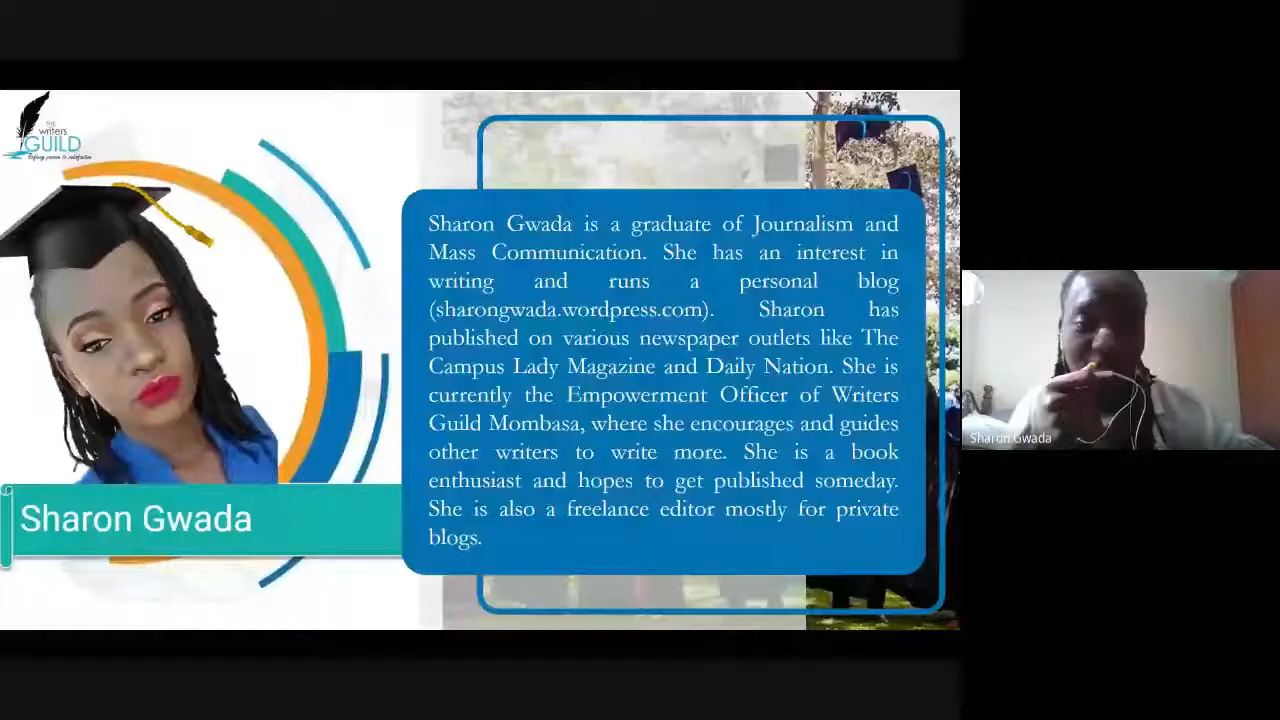 THE
writers
GUILD
Sharon Gwada is a graduate of Journalism and
Mass Communication. She has an interest in
writing and runs a personal blog
(sharongwada.wordpress.com). Sharon has
published on various newspaper outlets like The
Campus Lady Magazine and Daily Nation. She is
currently the Empowerment Officer of Writers
Guild Mombasa, where she encourages and guides
other writers to write more. She is a book
enthusiast and hopes to get published someday.
She is also a freelance editor mostly for private
blogs.
Sharon Gwada
Sharon Gwada